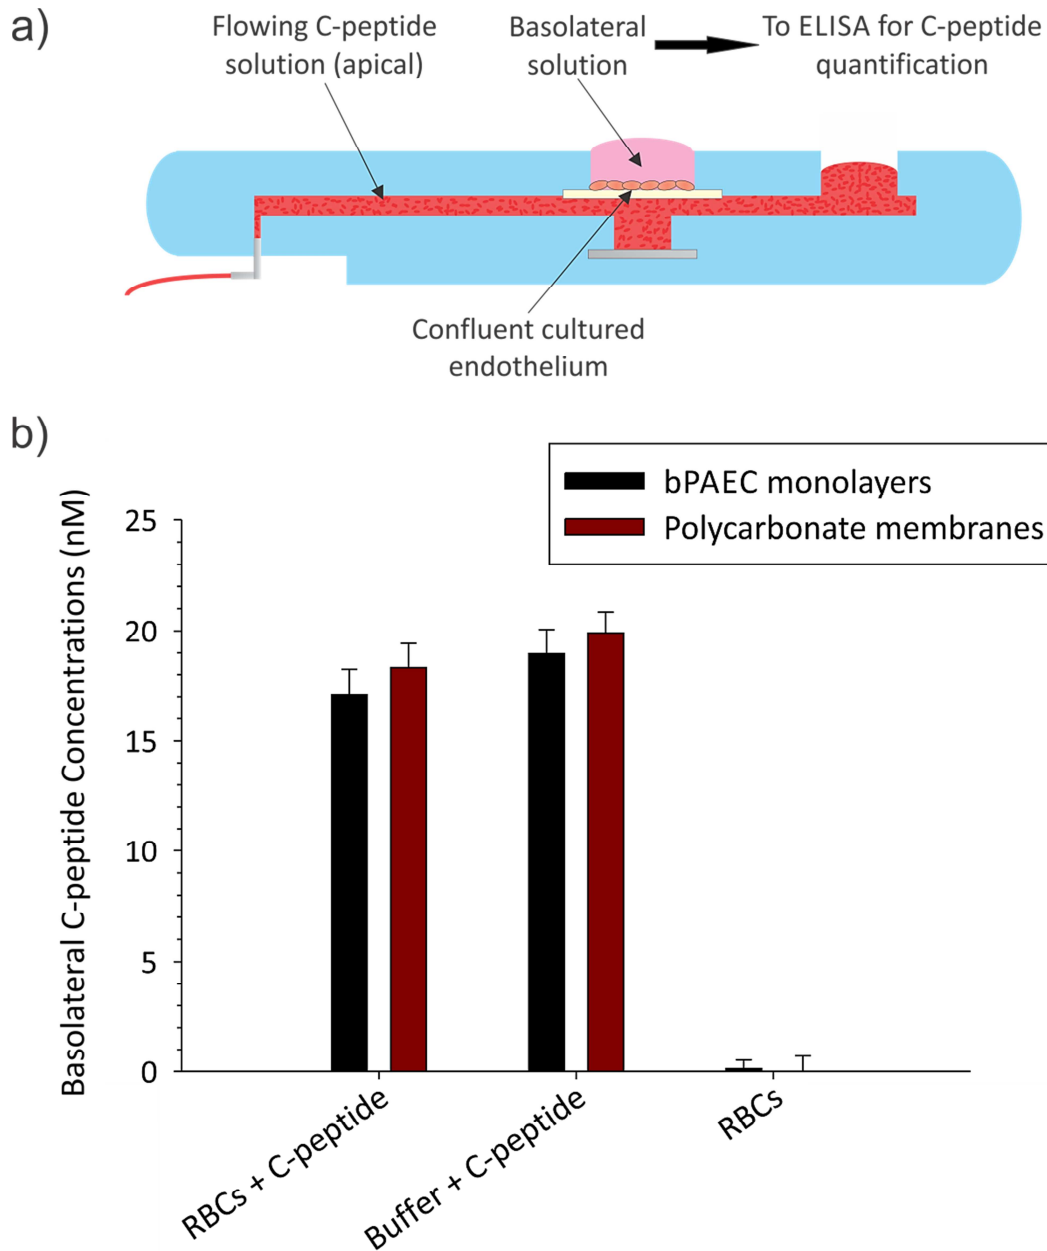 a)
Flowing C-peptide
solution (apical)
Basolateral
solution
To ELISA for C-peptide
quantification
Confluent cultured
endothelium
b)
bPAEC monolayers
Polycarbonate membranes
Basolateral C-peptide Concentrations (nM)
25
20
15
10
5
0
RBCs + C-peptide
Buffer + C-peptide
RBCs